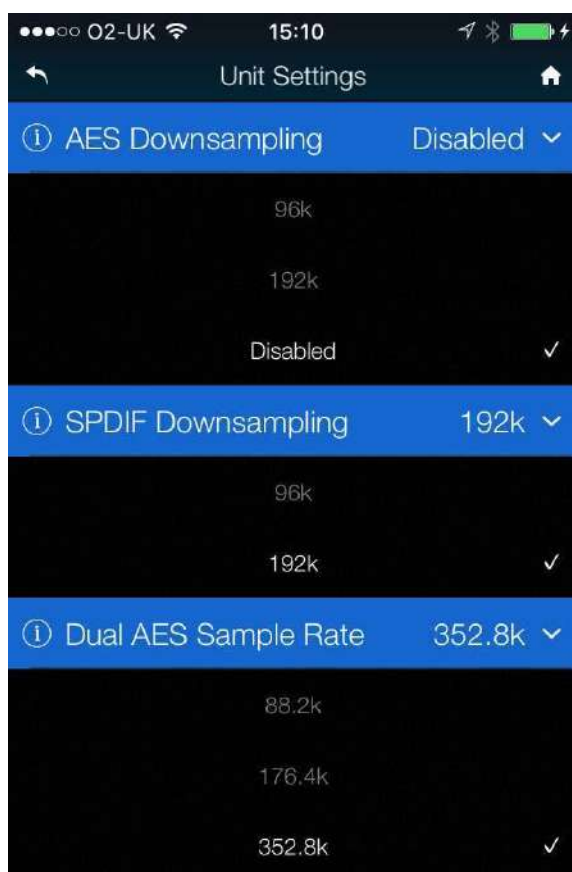 O2-UK 15:10
Unit Settings
AES Downsampling Disabled
96k
192k
Disabled
SPDIF Downsampling 192k
96k
192k
Dual AES Sample Rate 352.8k
88.2k
176.4k
352.8k